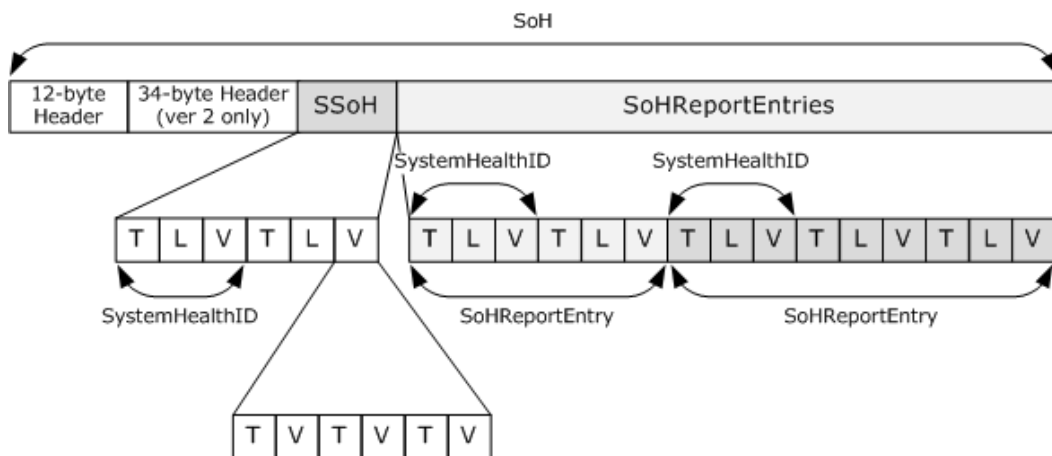 SoH
12-byte Header
34-byte Header (ver 2 only)
SSoH
SoHReportEntries
SystemHealthID
SystemHealthID
T L V T L V
T L V T L V T L V T L V T L V
SystemHealthID
SoHReportEntry
SoHReportEntry
T V T V T V